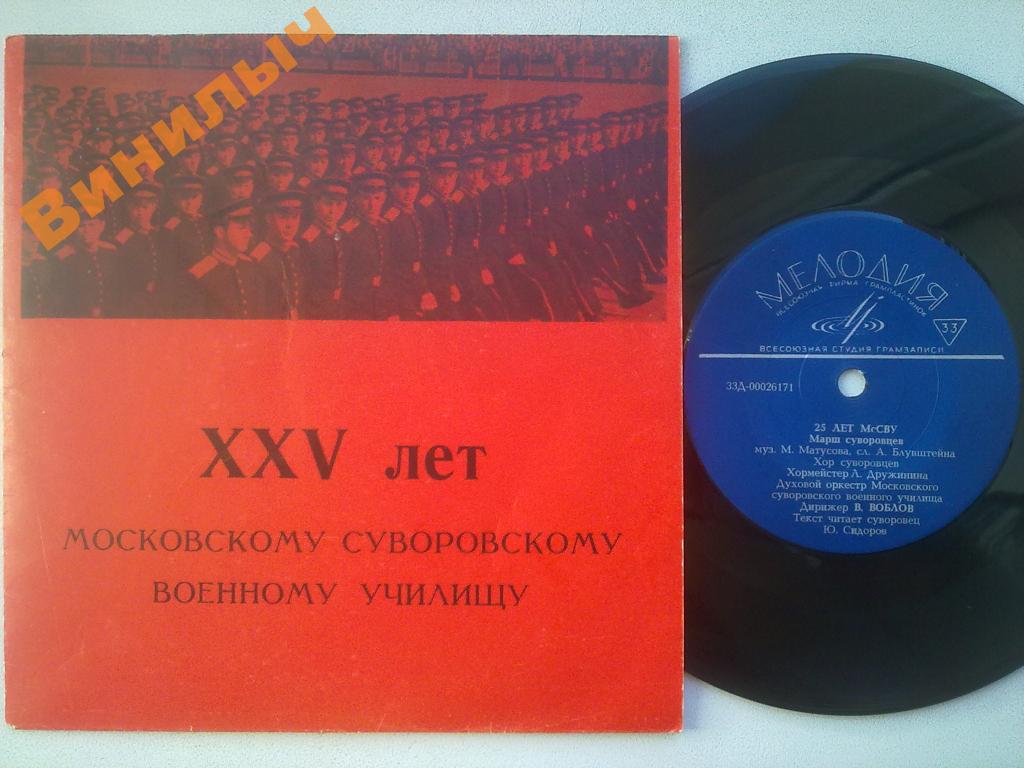 Винилыч
XXV лет
МОСКОВСКОМУ СУВОРОВСКОМУ
ВОЕННОМУ УЧИЛИЩУ
МЕЛОДИЯ
ВСЕСОЮЗНАЯ ФИРМА ГРАМПЛАСТИНОК
33
ВСЕСОЮЗНАЯ СТУДИЯ ГРАМЗАПИСИ
33Д-00026171
25 ЛЕТ МсСВУ
Марш суворовцев
муз. М. Матусова, сл. А. Блувштейна
Хор суворовцев
Хормейстер Л. Дружинина
Духовой оркестр Московского
суворовского военного училища
Дирижер В. ВОБЛОВ
Текст читает суворовец
Ю. Сидоров